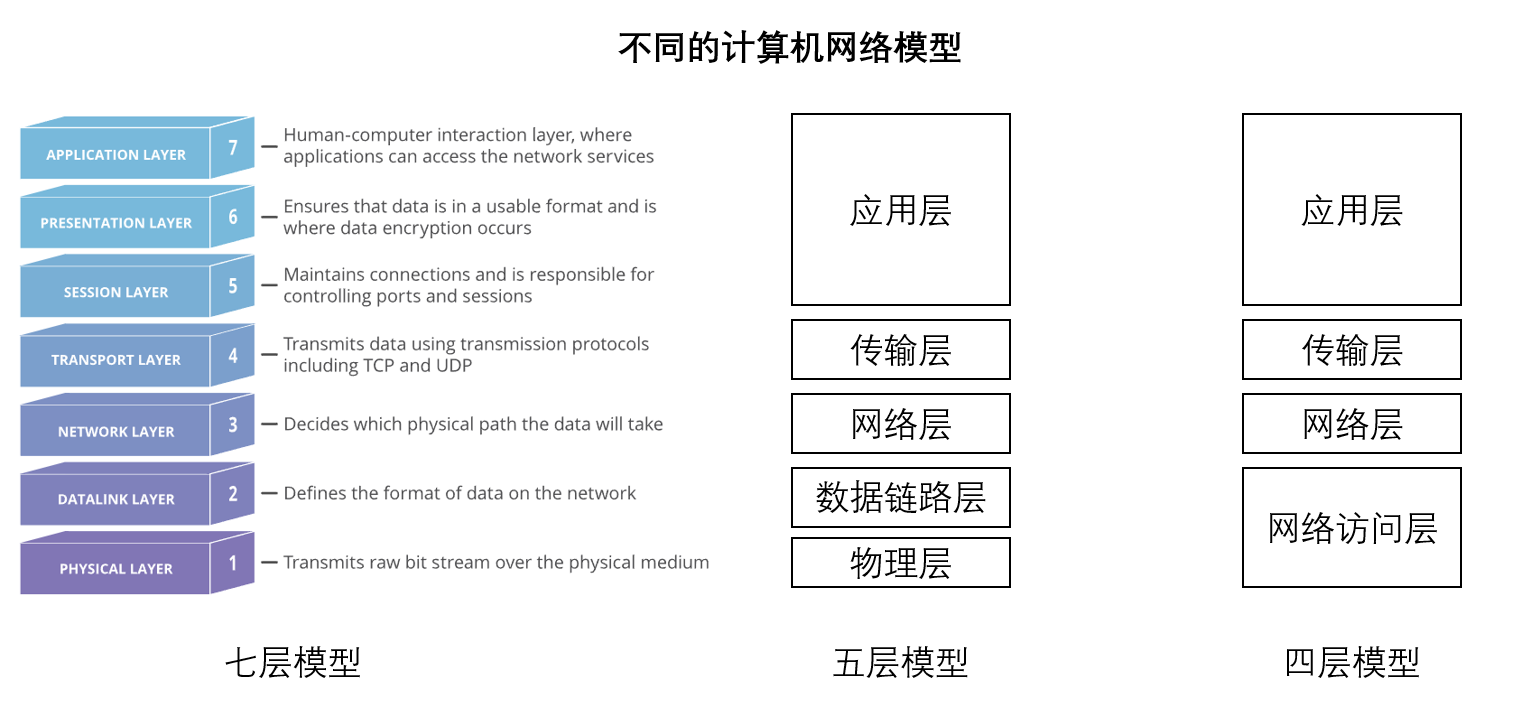 不同的计算机网络模型
APPLICATION LAYER 7
Human-computer interaction layer, where
applications can access the network services
PRESENTATION LAYER 6
Ensures that data is in a usable format and is
where data encryption occurs
SESSION LAYER 5
Maintains connections and is responsible for
controlling ports and sessions
TRANSPORT LAYER 4
Transmits data using transmission protocols
including TCP and UDP
NETWORK LAYER 3
Decides which physical path the data will take
DATALINK LAYER 2
Defines the format of data on the network
PHYSICAL LAYER 1
Transmits raw bit stream over the physical medium
七层模型
应用层
传输层
网络层
数据链路层
物理层
五层模型
应用层
传输层
网络层
网络访问层
四层模型